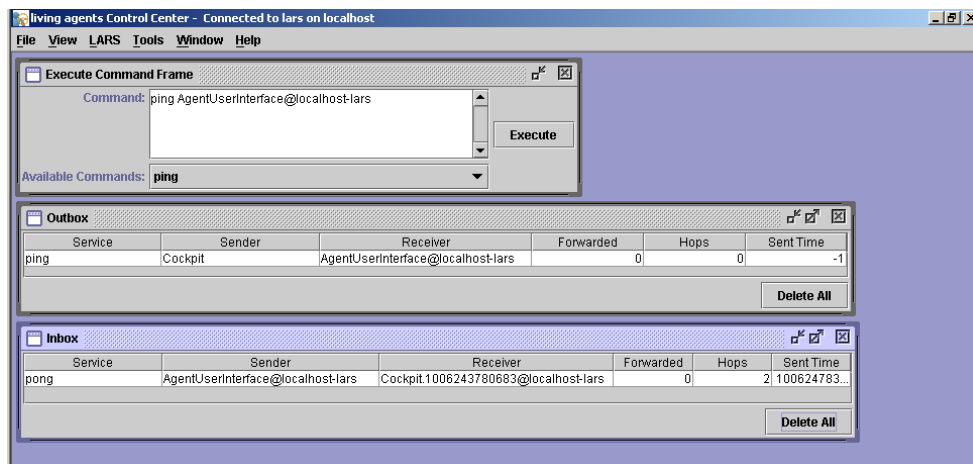 living agents Control Center - Connected to lars on localhost
File View LARS Tools Window Help
Execute Command Frame
Command: ping AgentUserInterface@localhost-lars
Execute
Available Commands: ping
Outbox
Service Sender Receiver Forwarded Hops Sent Time
ping Cockpit AgentUserInterface@localhost-lars 0 0 -1
Delete All
Inbox
Service Sender Receiver Forwarded Hops Sent Time
pong AgentUserInterface@localhost-lars Cockpit.1006243780683@localhost-lars 0 2 100624783...
Delete All